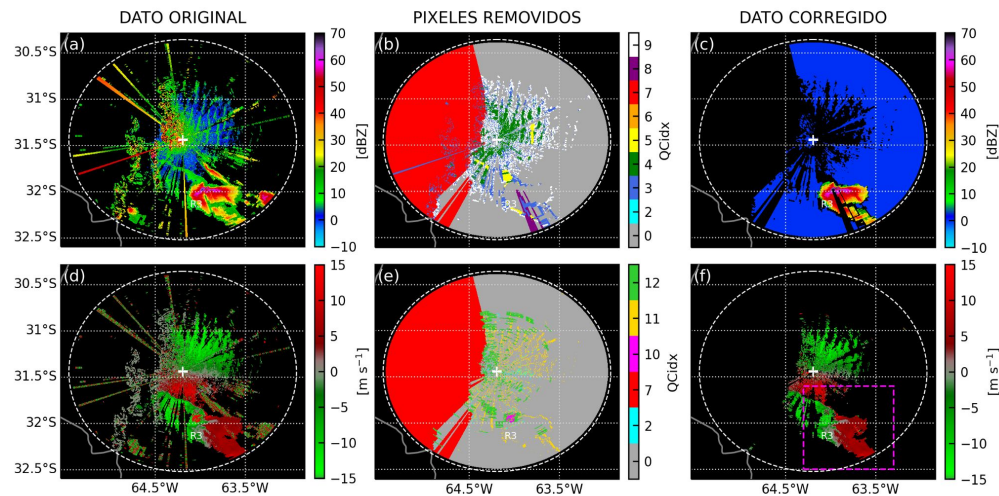 DATO ORIGINAL
PIXELES REMOVIDOS
DATO CORREGIDO
30.5°S
31°S
31.5°S
32°S
32.5°S
(a)
R3
70
60
50
40
30
20
10
0
−10
[dBZ]
(b)
R3
9
8
7
6
5
4
3
2
1
0
QCidx
(c)
R3
70
60
50
40
30
20
10
0
−10
[dBZ]
30.5°S
31°S
31.5°S
32°S
32.5°S
(d)
R3
64.5°W
63.5°W
15
10
5
0
−5
−10
−15
[m s⁻¹]
(e)
R3
64.5°W
63.5°W
12
11
10
7
2
0
QCidx
(f)
R3
64.5°W
63.5°W
15
10
5
0
−5
−10
−15
[m s⁻¹]